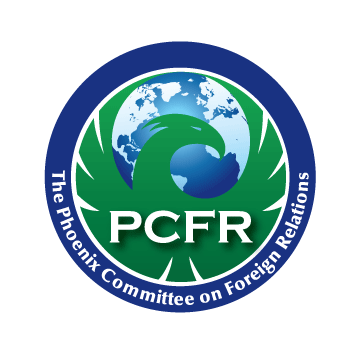 PCFR
The Phoenix Committee on Foreign Relations